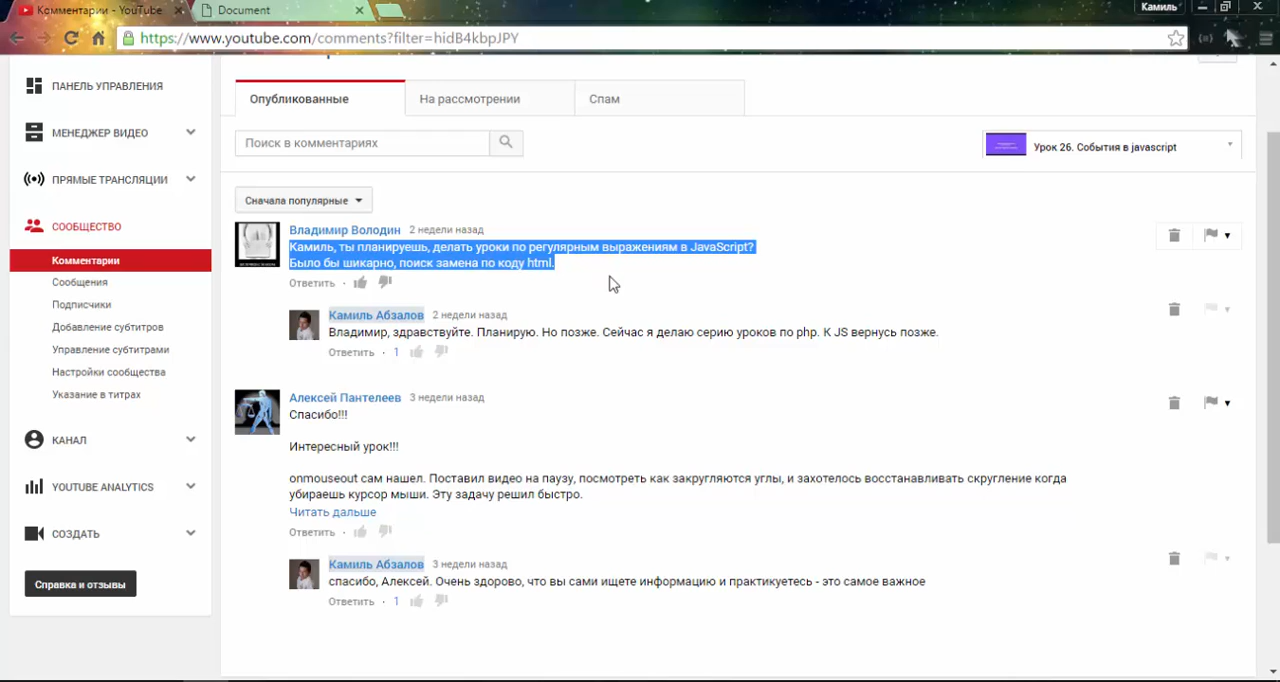 Комментарии - YouTube
Document
Камиль
https://www.youtube.com/comments?filter=hidB4kbpJPY
ПАНЕЛЬ УПРАВЛЕНИЯ
МЕНЕДЖЕР ВИДЕО
ПРЯМЫЕ ТРАНСЛЯЦИИ
СООБЩЕСТВО
Комментарии
Сообщения
Подписчики
Добавление субтитров
Управление субтитрами
Настройки сообщества
Указание в титрах
КАНАЛ
YOUTUBE ANALYTICS
СОЗДАТЬ
Справка и отзывы
Опубликованные
На рассмотрении
Спам
Поиск в комментариях
Урок 26. События в javascript
Сначала популярные
Владимир Володин 2 недели назад
Камиль, ты планируешь, делать уроки по регулярным выражениям в JavaScript?
Было бы шикарно, поиск замена по коду html.
Ответить ·
Камиль Абзалов 2 недели назад
Владимир, здравствуйте. Планирую. Но позже. Сейчас я делаю серию уроков по php. К JS вернусь позже.
Ответить · 1
Алексей Пантелеев 3 недели назад
Спасибо!!!
Интересный урок!!!
onmouseout сам нашел. Поставил видео на паузу, посмотреть как закругляются углы, и захотелось восстанавливать скругление когда
убираешь курсор мыши. Эту задачу решил быстро.
Читать дальше
Ответить ·
Камиль Абзалов 3 недели назад
спасибо, Алексей. Очень здорово, что вы сами ищете информацию и практикуетесь - это самое важное
Ответить · 1